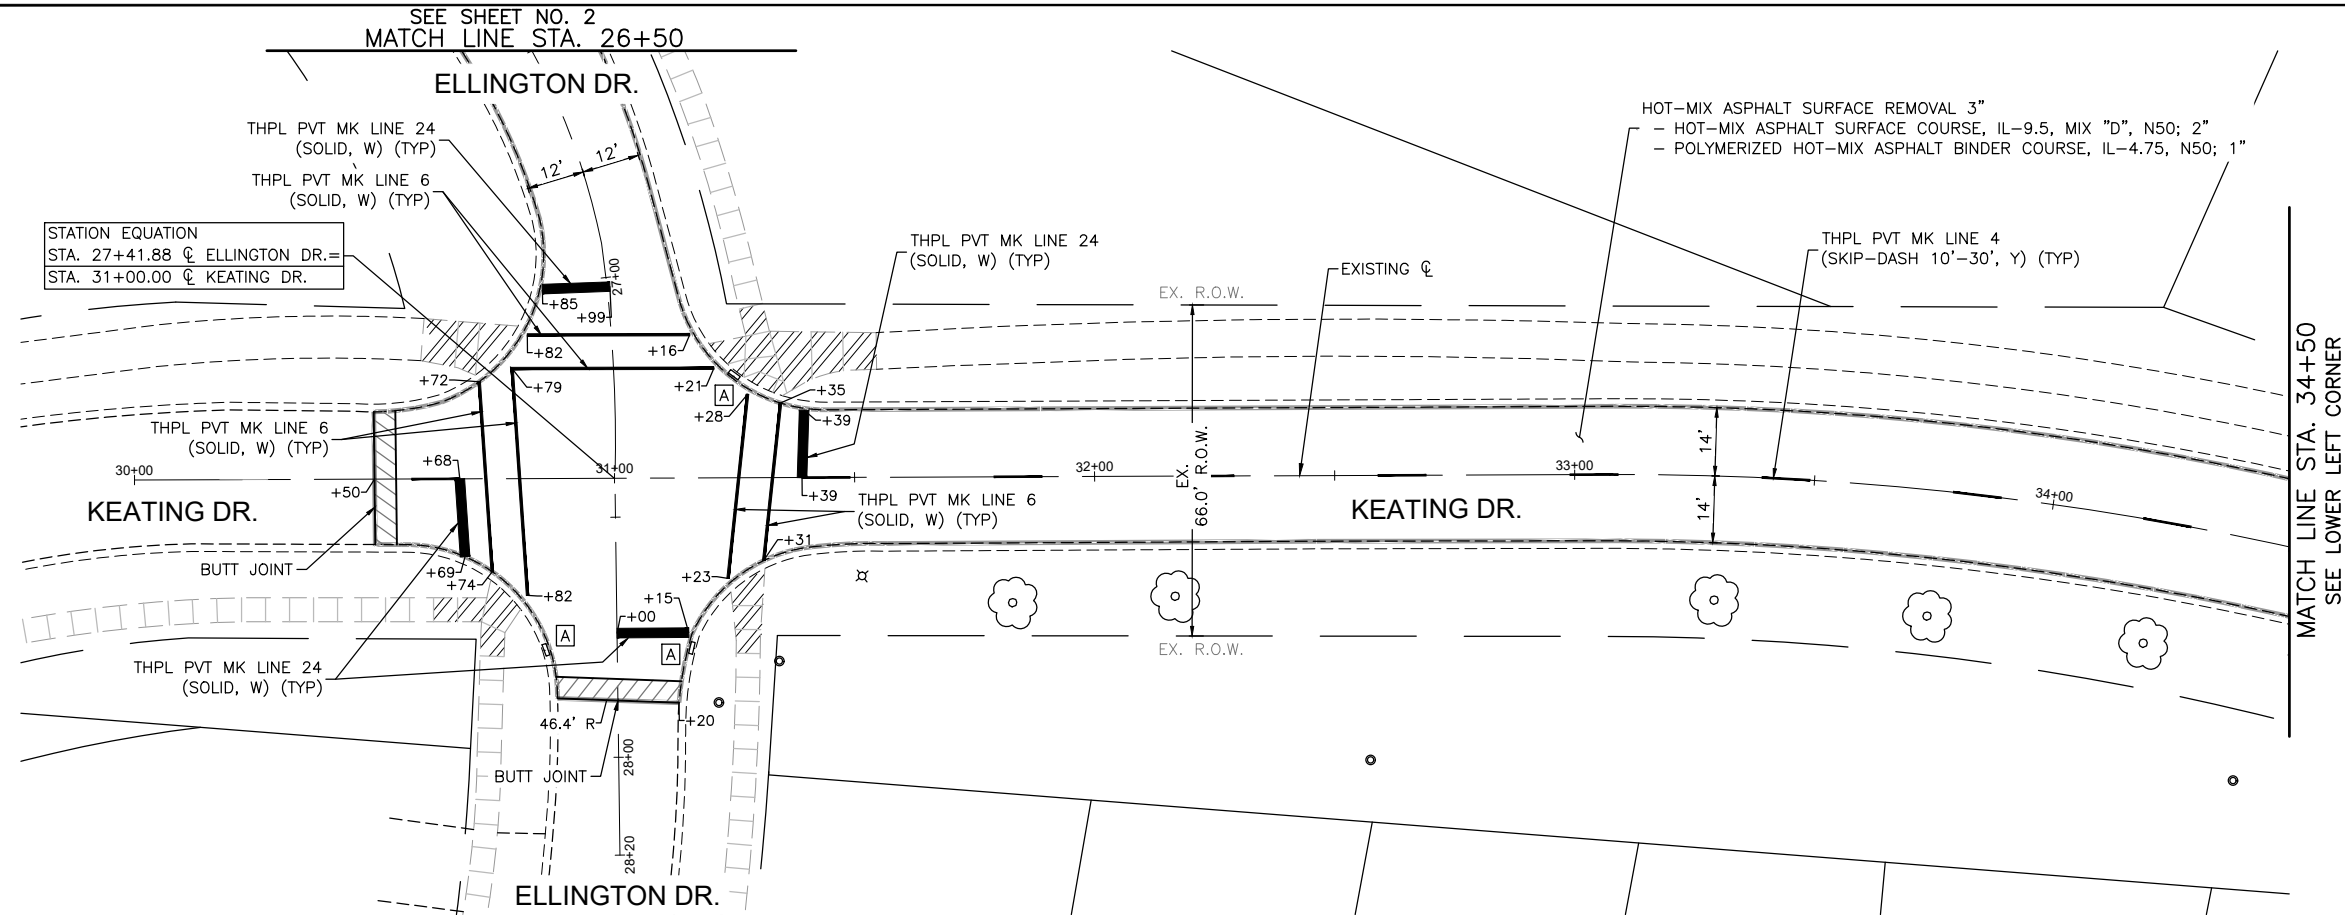 SEE SHEET NO. 2
MATCH LINE STA. 26+50
ELLINGTON DR.
THPL PVT MK LINE 24
(SOLID, W) (TYP)
12'
12'
THPL PVT MK LINE 6
(SOLID, W) (TYP)
STATION EQUATION
STA. 27+41.88 ℄ ELLINGTON DR.=
STA. 31+00.00 ℄ KEATING DR.
HOT-MIX ASPHALT SURFACE REMOVAL 3"
- HOT-MIX ASPHALT SURFACE COURSE, IL-9.5, MIX "D", N50; 2"
- POLYMERIZED HOT-MIX ASPHALT BINDER COURSE, IL-4.75, N50; 1"
THPL PVT MK LINE 24
(SOLID, W) (TYP)
EXISTING ℄
THPL PVT MK LINE 4
(SKIP-DASH 10'-30', Y) (TYP)
EX. R.O.W.
27+00
+85
+99
+82
+16
+72
+79
+21
A
+28
+35
+39
THPL PVT MK LINE 6
(SOLID, W) (TYP)
30+00
+68
31+00
32+00
33+00
34+00
+50
+39
KEATING DR.
THPL PVT MK LINE 6
(SOLID, W) (TYP)
EX.
66.0' R.O.W.
KEATING DR.
14'
14'
MATCH LINE STA. 34+50
SEE LOWER LEFT CORNER
BUTT JOINT
+69
+74
+31
+23
+82
+15
+00
A
A
EX. R.O.W.
THPL PVT MK LINE 24
(SOLID, W) (TYP)
46.4' R
+20
28+00
BUTT JOINT
28+20
ELLINGTON DR.